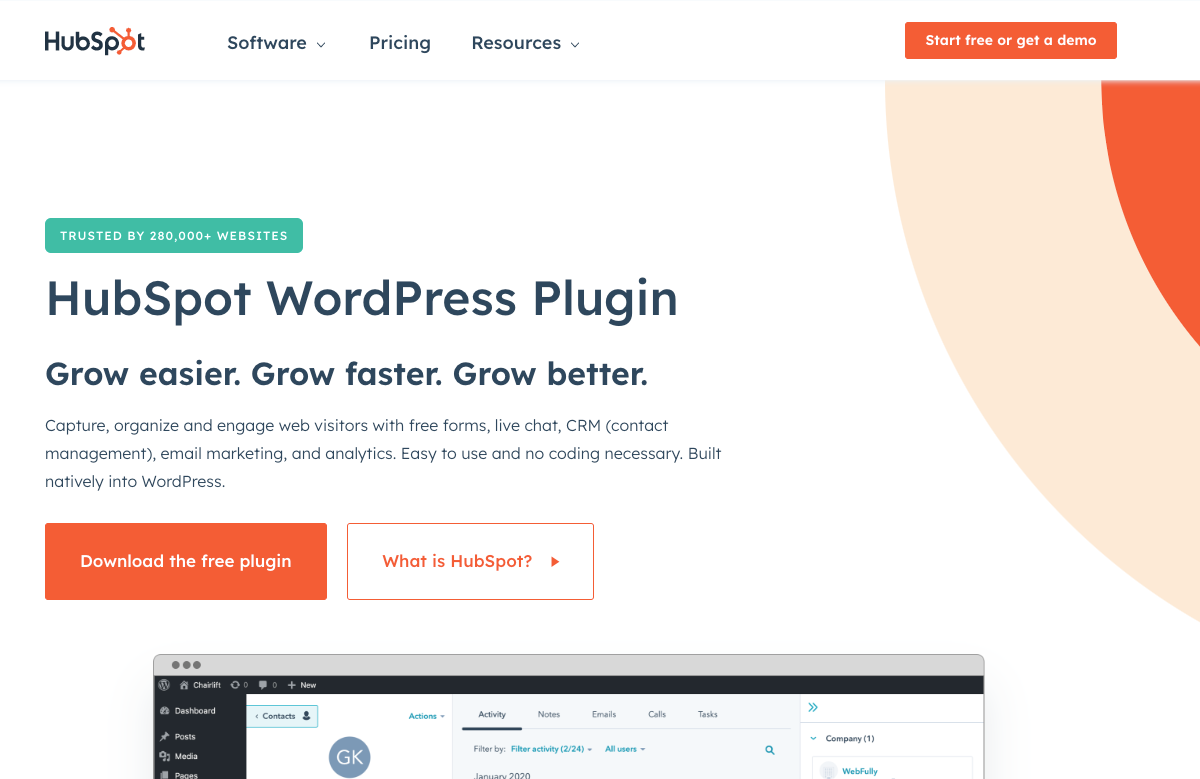 HubSpot
Software
Pricing
Resources
Start free or get a demo
TRUSTED BY 280,000+ WEBSITES
HubSpot WordPress Plugin
Grow easier. Grow faster. Grow better.
Capture, organize and engage web visitors with free forms, live chat, CRM (contact
management), email marketing, and analytics. Easy to use and no coding necessary. Built
natively into WordPress.
Download the free plugin
What is HubSpot?
Chairlift 0 0 New
Dashboard
Posts
Media
Pages
Contacts
Actions
GK
Activity Notes Emails Calls Tasks
Filter by: Filter activity (2/24) All users
January 2020
Company (1)
WebFully